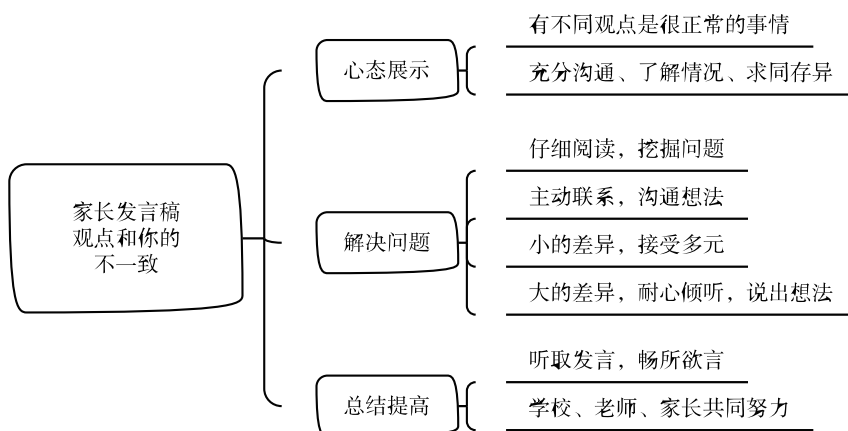 家长发言稿
观点和你的
不一致
心态展示
有不同观点是很正常的事情
充分沟通、了解情况、求同存异
解决问题
仔细阅读，挖掘问题
主动联系，沟通想法
小的差异，接受多元
大的差异，耐心倾听，说出想法
总结提高
听取发言，畅所欲言
学校、老师、家长共同努力